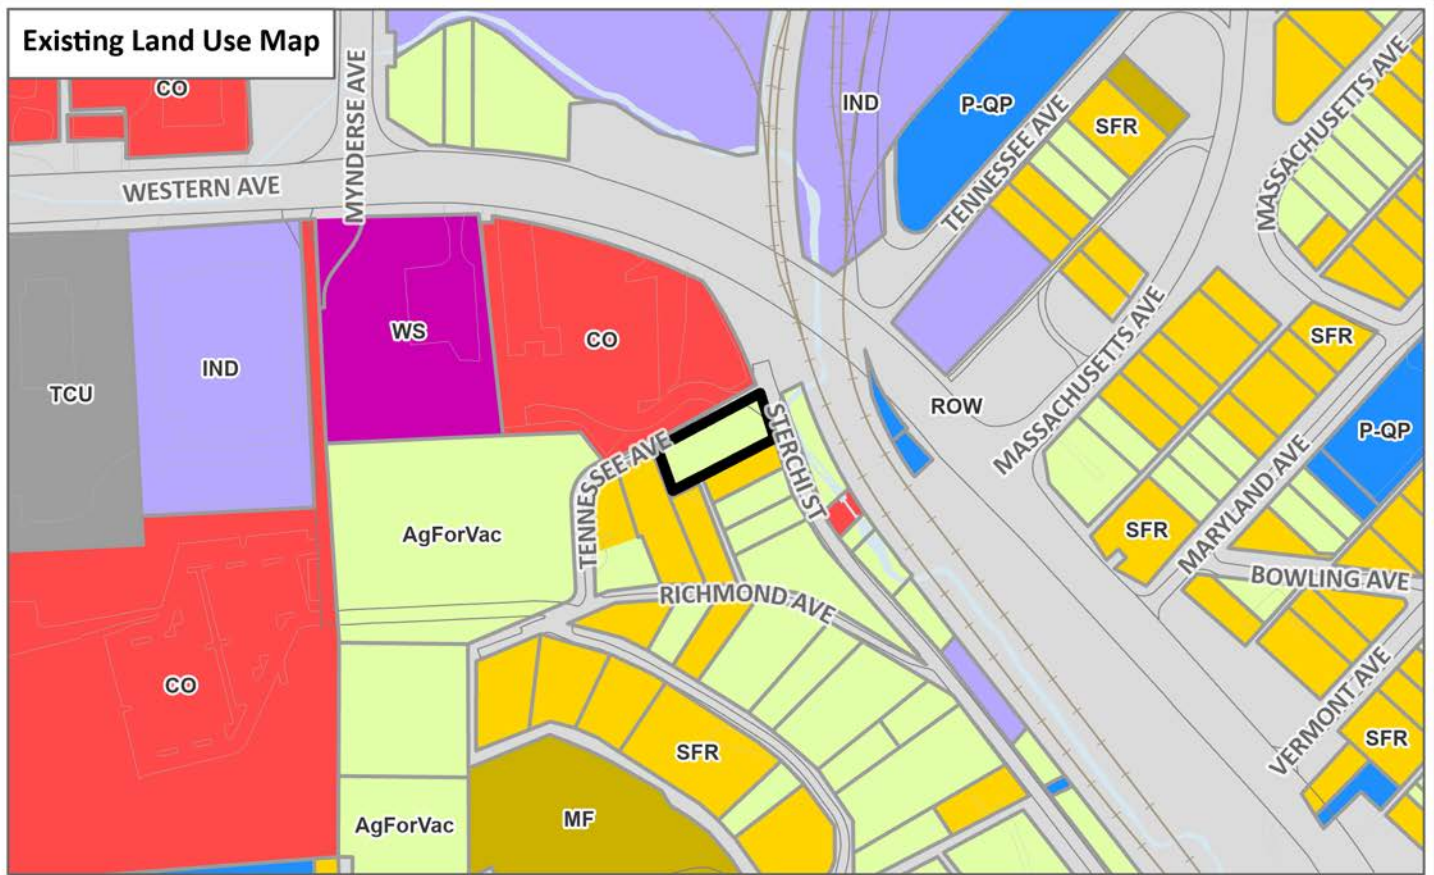 Existing Land Use Map
CO
MYNDERSE AVE
WESTERN AVE
IND
P-QP
TENNESSEE AVE
SFR
MASSACHUSETTS AVE
TCU
IND
WS
CO
STERCHI ST
ROW
MASSACHUSETTS AVE
SFR
P-QP
TENNESSEE AVE
AgForVac
SFR
MARYLAND AVE
BOWLING AVE
RICHMOND AVE
CO
SFR
VERMONT AVE
SFR
AgForVac
MF